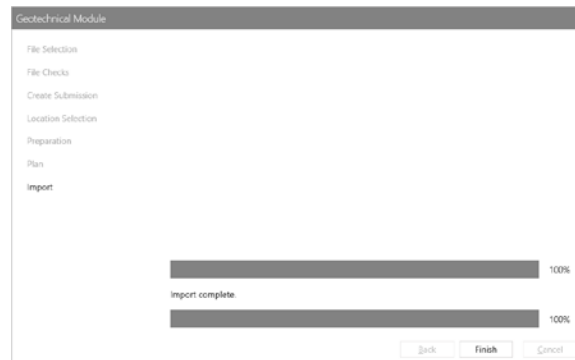 Geotechnical Module
File Selection
File Checks
Create Submission
Location Selection
Preparation
Plan
Import
100%
Import complete.
100%
Back Finish Cancel